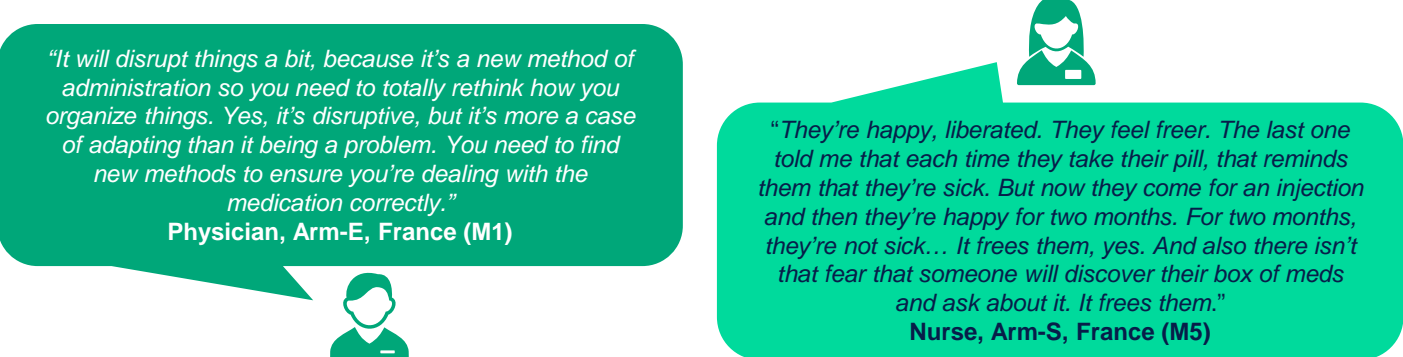 “It will disrupt things a bit, because it’s a new method of
administration so you need to totally rethink how you
organize things. Yes, it’s disruptive, but it’s more a case
of adapting than it being a problem. You need to find
new methods to ensure you’re dealing with the
medication correctly.”
Physician, Arm-E, France (M1)
“They’re happy, liberated. They feel freer. The last one
told me that each time they take their pill, that reminds
them that they’re sick. But now they come for an injection
and then they’re happy for two months. For two months,
they’re not sick… It frees them, yes. And also there isn’t
that fear that someone will discover their box of meds
and ask about it. It frees them.”
Nurse, Arm-S, France (M5)